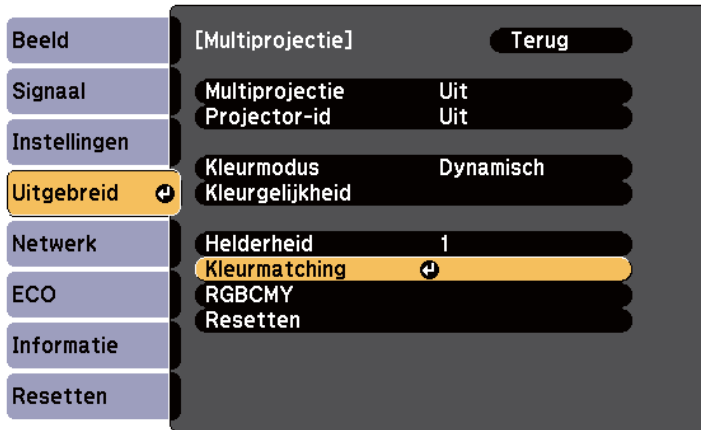 Beeld
Signaal
Instellingen
Uitgebreid
Netwerk
ECO
Informatie
Resetten
[Multiprojectie] Terug
Multiprojectie Uit
Projector-id Uit
Kleurmodus Dynamisch
Kleurgelijkheid
Helderheid 1
Kleurmatching
RGBCMY
Resetten